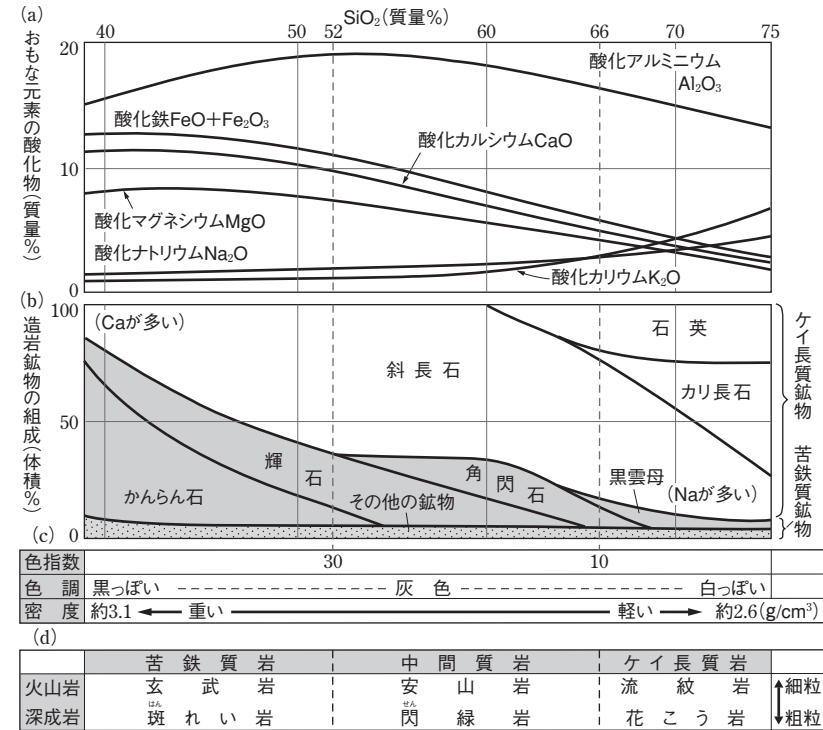 (a)
SiO₂(質量%)
40 50 52 60 66 70 75
おもな元素の酸化物(質量%)
20
10
0
酸化アルミニウム
Al₂O₃
酸化鉄FeO+Fe₂O₃
酸化カルシウムCaO
酸化マグネシウムMgO
酸化ナトリウムNa₂O
酸化カリウムK₂O
(b)
造岩鉱物の組成(体積%)
100
50
0
(Caが多い)
石英
斜長石
カリ長石
輝石
角閃石
黒雲母
(Naが多い)
かんらん石
その他の鉱物
ケイ長質鉱物
苦鉄質鉱物
(c)
色指数 30 10
色調 黒っぽい 灰色 白っぽい
密度 約3.1 重い 軽い 約2.6(g/cm³)
(d)
苦鉄質岩 中間質岩 ケイ長質岩
火山岩 玄武岩 安山岩 流紋岩 細粒
はん せん
深成岩 斑れい岩 閃緑岩 花こう岩 粗粒